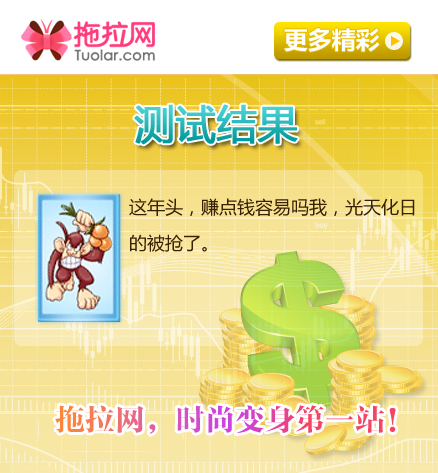 拖拉网
Tuolar.com
更多精彩
测试结果
这年头，赚点钱容易吗我，光天化日
的被抢了。
拖拉网，时尚变身第一站！